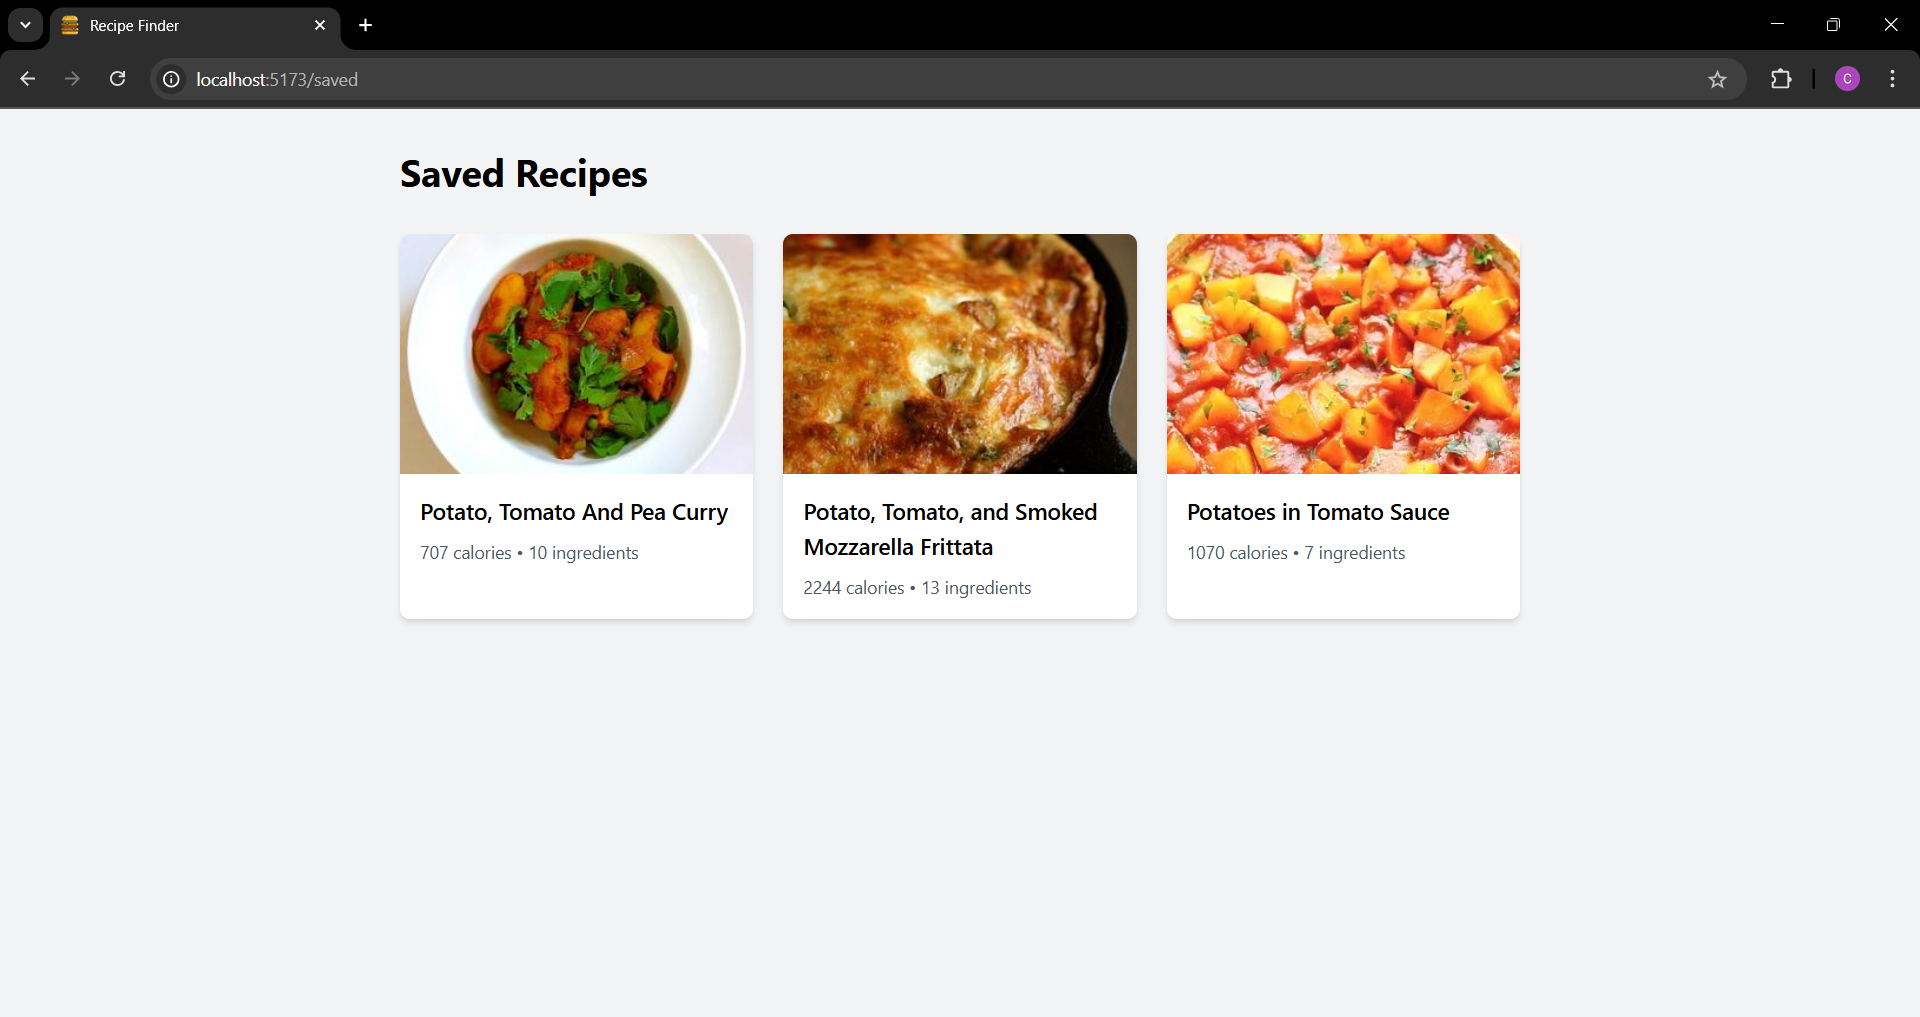 Recipe Finder
localhost:5173/saved
C
Saved Recipes
Potato, Tomato And Pea Curry
707 calories • 10 ingredients
Potato, Tomato, and Smoked
Mozzarella Frittata
2244 calories • 13 ingredients
Potatoes in Tomato Sauce
1070 calories • 7 ingredients